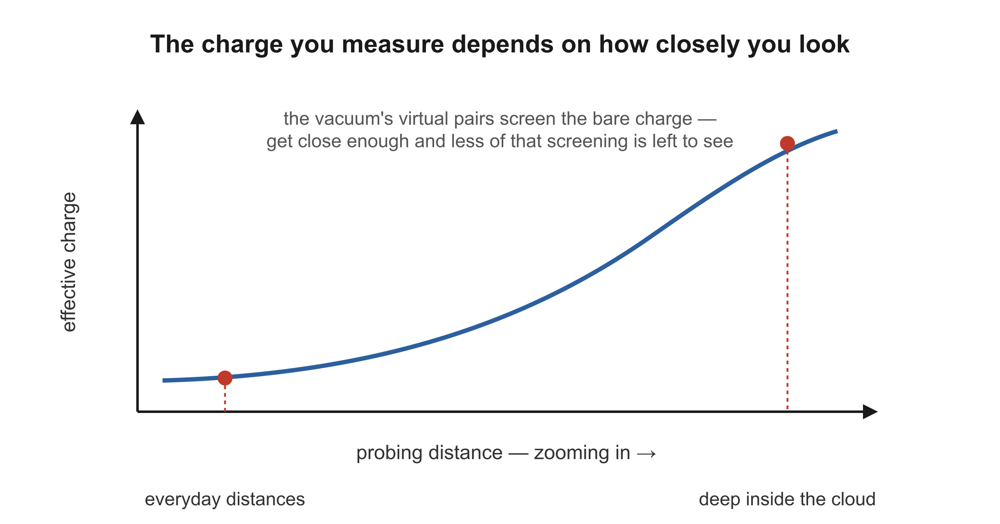 The charge you measure depends on how closely you look
the vacuum's virtual pairs screen the bare charge —
get close enough and less of that screening is left to see
effective charge
probing distance — zooming in →
everyday distances
deep inside the cloud